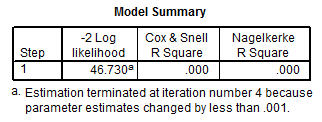 Model Summary
Step -2 Log likelihood Cox & Snell R Square Nagelkerke R Square
1 46.730a .000 .000
a. Estimation terminated at iteration number 4 because
parameter estimates changed by less than .001.